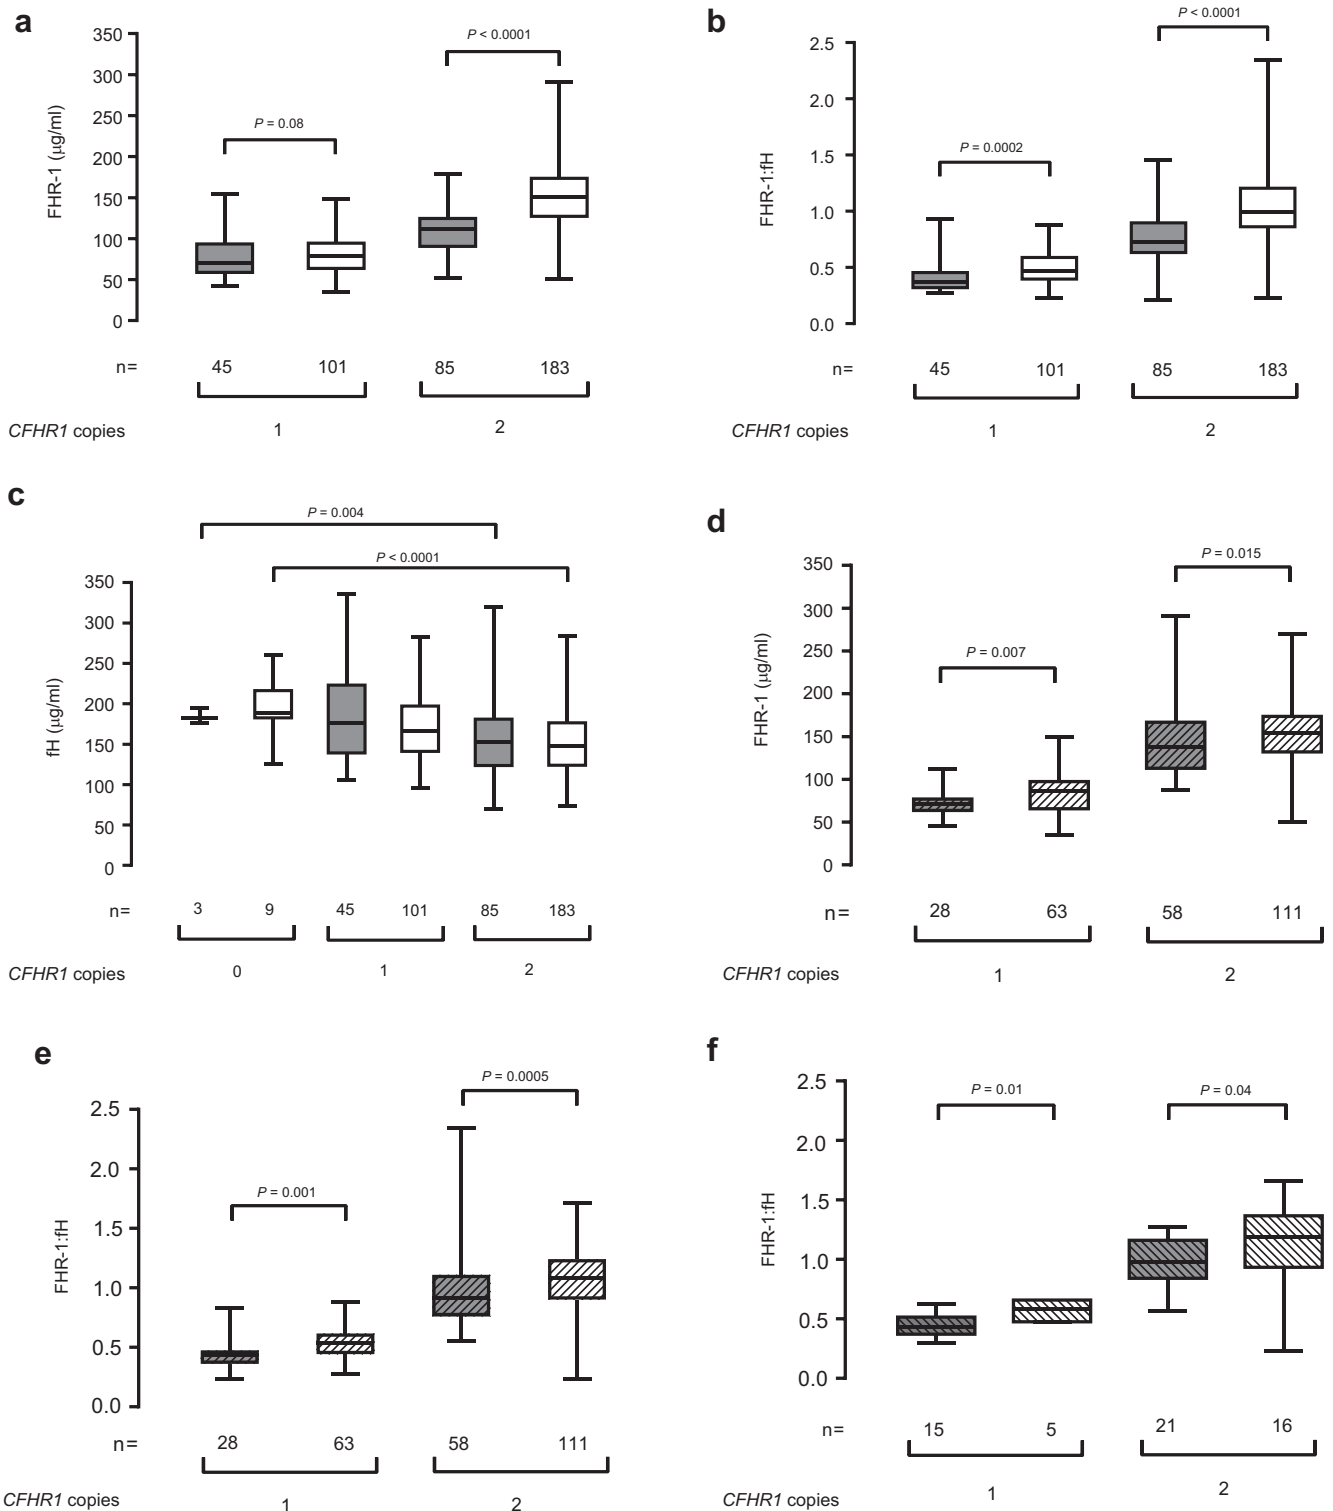 a
P < 0.0001
P = 0.08
FHR-1 (μg/ml)
350
300
250
200
150
100
50
0
n= 45 101 85 183
CFHR1 copies 1 2
b
P < 0.0001
P = 0.0002
FHR-1:fH
2.5
2.0
1.5
1.0
0.5
0.0
n= 45 101 85 183
CFHR1 copies 1 2
c
P = 0.004
P < 0.0001
fH (μg/ml)
350
300
250
200
150
100
50
0
n= 3 9 45 101 85 183
CFHR1 copies 0 1 2
d
P = 0.015
P = 0.007
FHR-1 (μg/ml)
350
300
250
200
150
100
50
0
n= 28 63 58 111
CFHR1 copies 1 2
e
P = 0.0005
P = 0.001
FHR-1:fH
2.5
2.0
1.5
1.0
0.5
0.0
n= 28 63 58 111
CFHR1 copies 1 2
f
P = 0.01
P = 0.04
FHR-1:fH
2.5
2.0
1.5
1.0
0.5
0.0
n= 15 5 21 16
CFHR1 copies 1 2